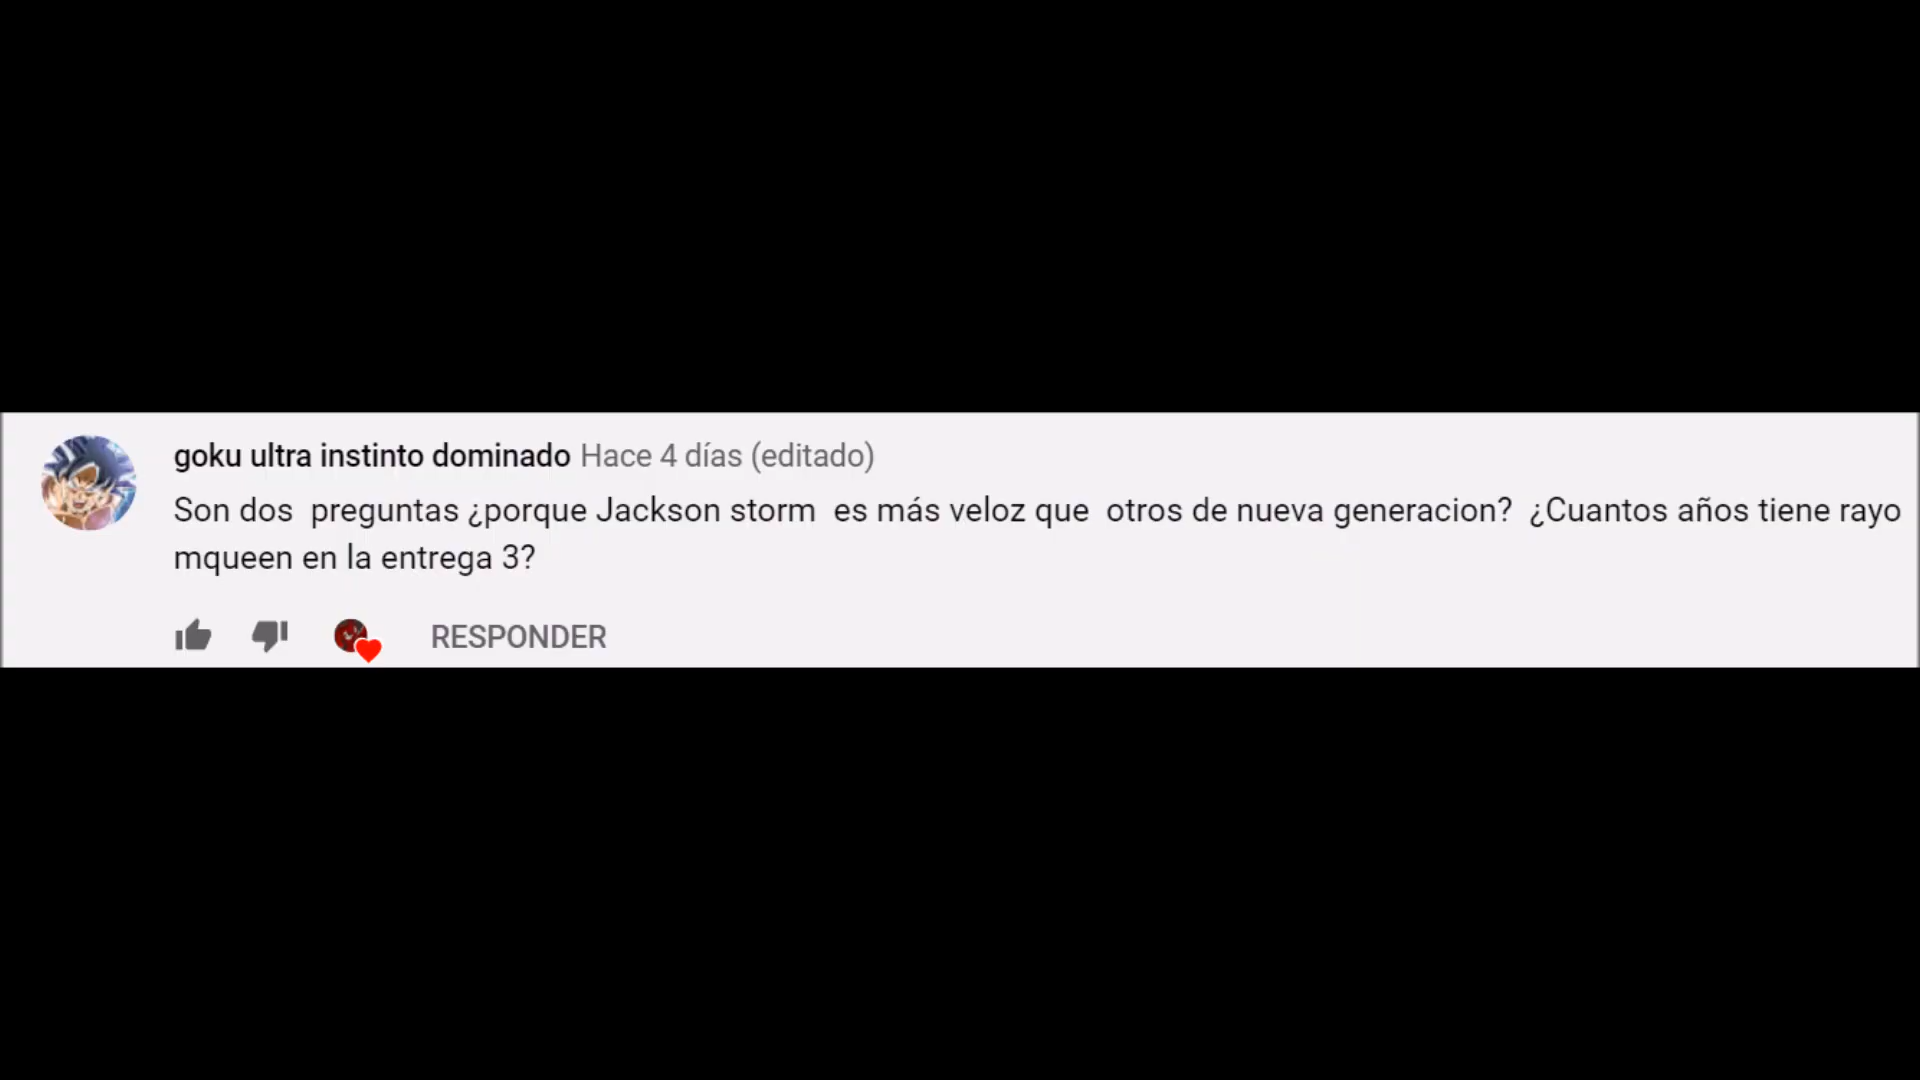 goku ultra instinto dominado Hace 4 días (editado)
Son dos preguntas ¿porque Jackson storm es más veloz que otros de nueva generacion? ¿Cuantos años tiene rayo
mqueen en la entrega 3?
RESPONDER